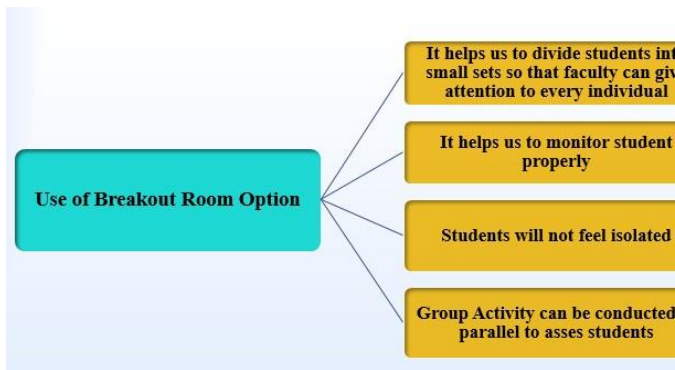 Use of Breakout Room Option
It helps us to divide students int
small sets so that faculty can giv
attention to every individual
It helps us to monitor student
properly
Students will not feel isolated
Group Activity can be conducted
parallel to asses students